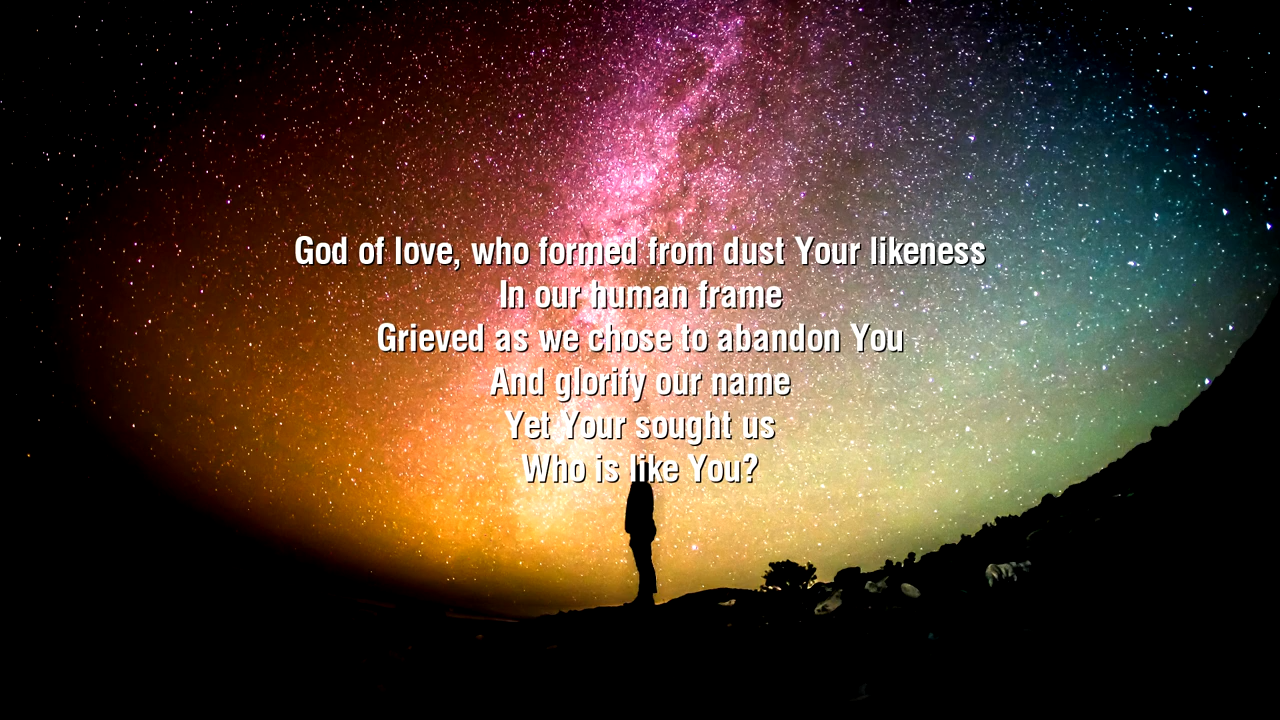 God of love, who formed from dust Your likeness
In our human frame
Grieved as we chose to abandon You
And glorify our name
Yet Your sought us
Who is like You?